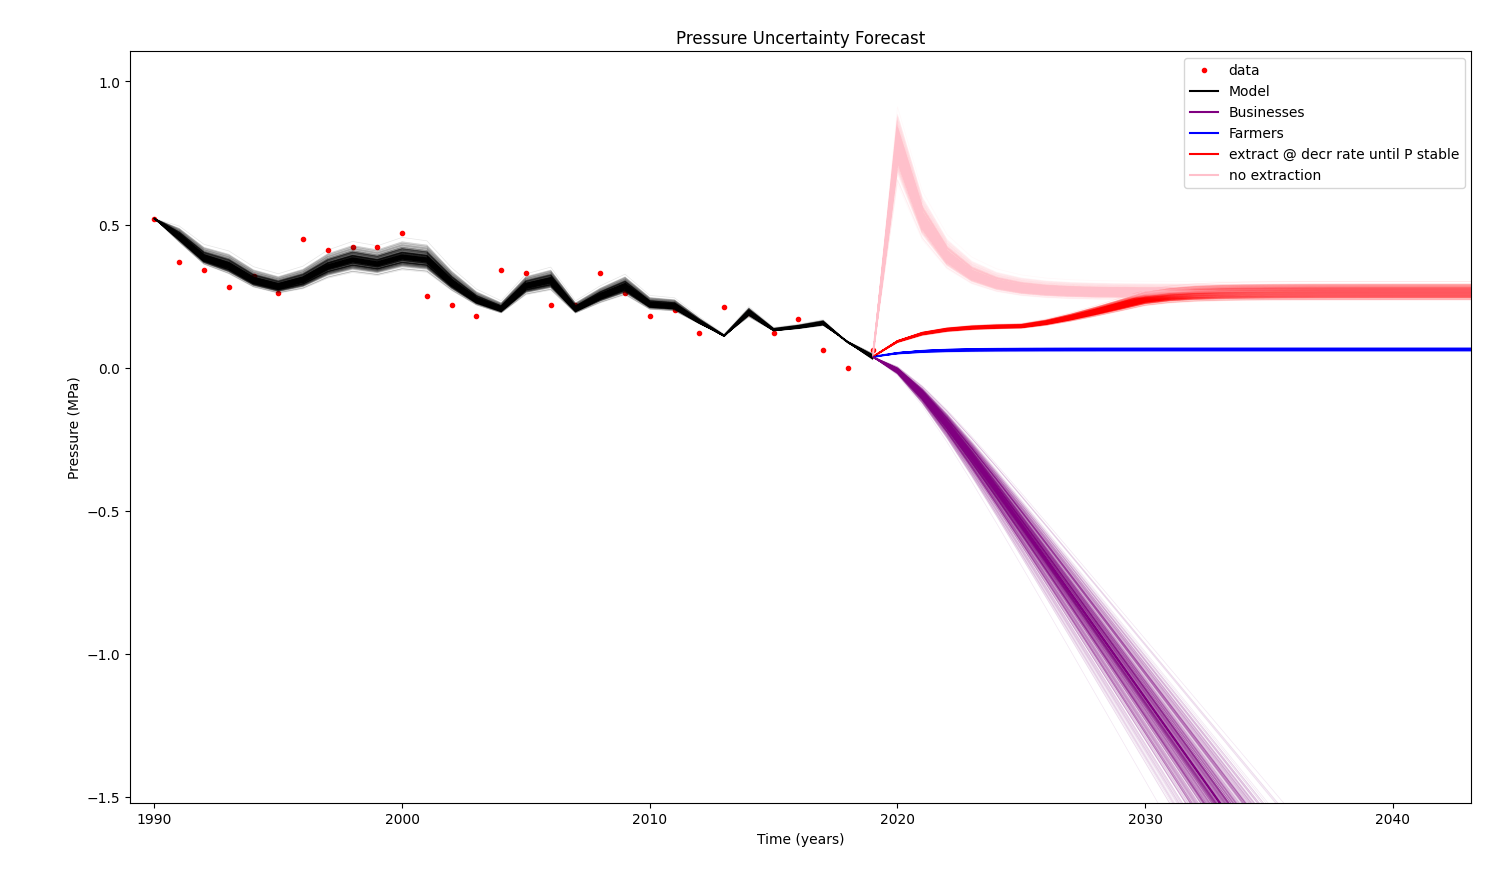 Pressure Uncertainty Forecast
data
Model
Businesses
Farmers
extract @ decr rate until P stable
no extraction
Pressure (MPa)
1.0
0.5
0.0
−0.5
−1.0
−1.5
1990 2000 2010 2020 2030 2040
Time (years)